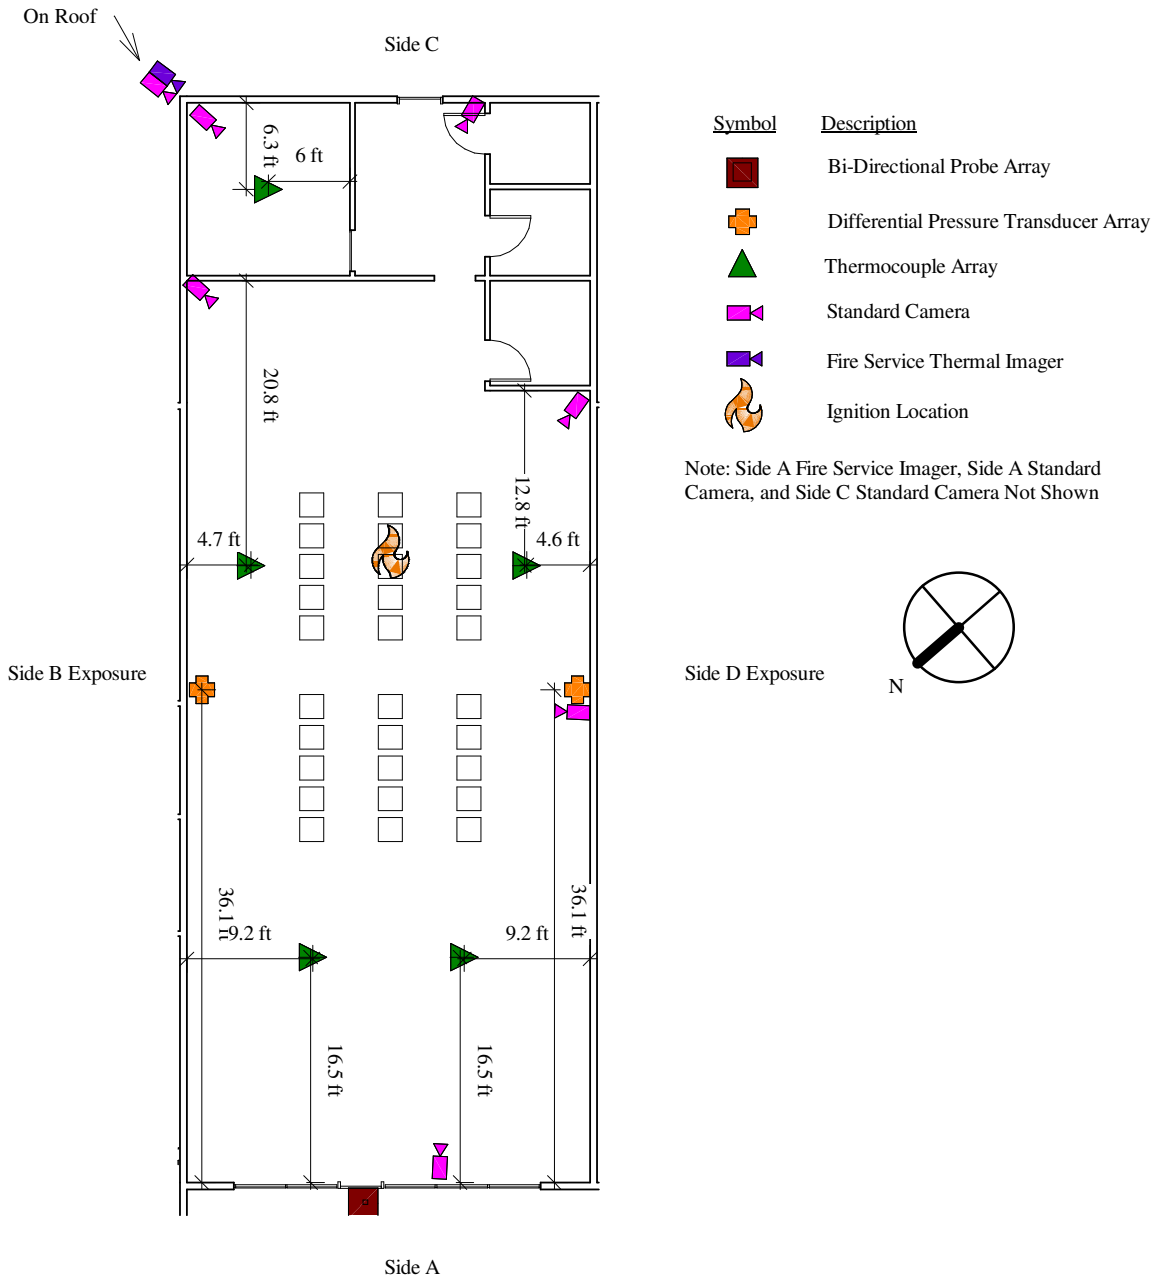 On Roof
Side C
6.3 ft
6 ft
Symbol
Description
Bi-Directional Probe Array
Differential Pressure Transducer Array
Thermocouple Array
Standard Camera
Fire Service Thermal Imager
Ignition Location
Note: Side A Fire Service Imager, Side A Standard
Camera, and Side C Standard Camera Not Shown
20.8 ft
12.8 ft
4.7 ft
4.6 ft
Side B Exposure
Side D Exposure
N
36.1 ft
9.2 ft
9.2 ft
36.1 ft
16.5 ft
16.5 ft
Side A